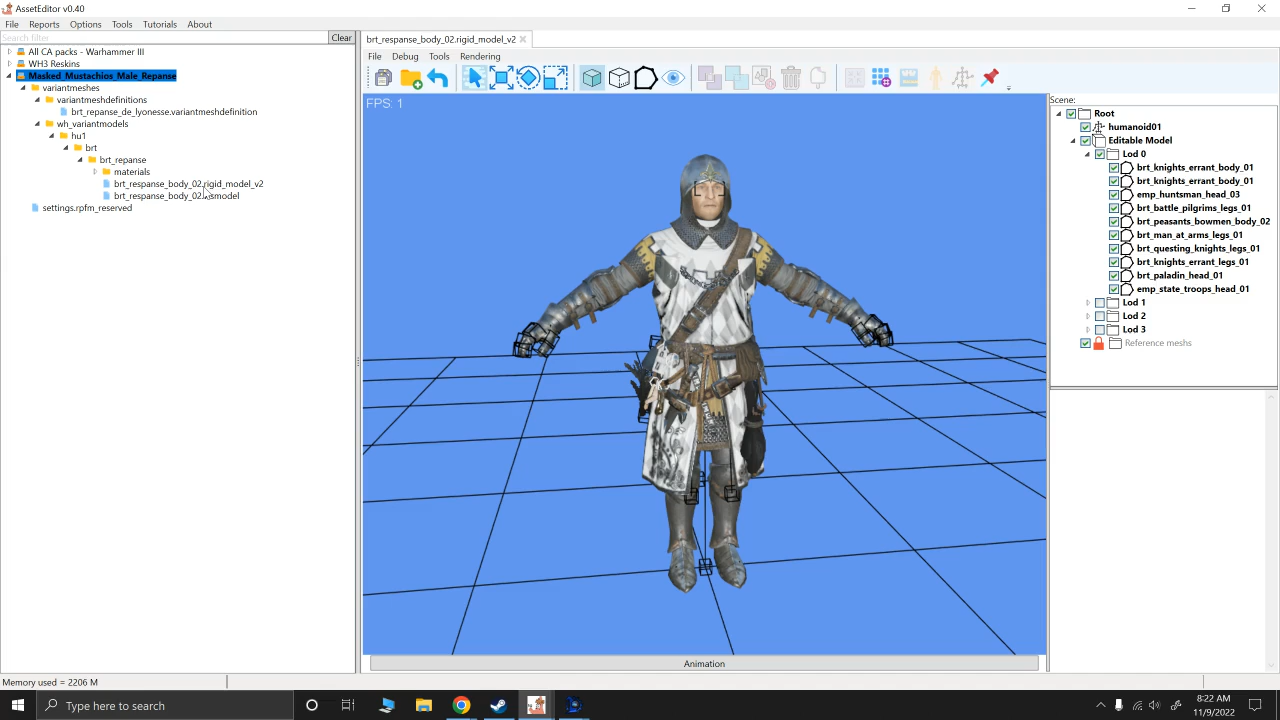 AssetEditor v0.40
File Reports Options Tools Tutorials About
Search filter
Clear
All CA packs - Warhammer III
WH3 Reskins
Masked_Mustachios_Male_Repanse
variantmeshes
variantmeshdefinitions
brt_repanse_de_lyonesse.variantmeshdefinition
wh_variantmodels
hu1
brt
brt_repanse
materials
brt_respanse_body_02.rigid_model_v2
brt_respanse_body_02.wsmodel
settings.rpfm_reserved
brt_respanse_body_02.rigid_model_v2
File Debug Tools Rendering
FPS: 1
Animation
Scene:
Root
humanoid01
Editable Model
Lod 0
brt_knights_errant_body_01
brt_knights_errant_body_01
emp_huntsman_head_03
brt_battle_pilgrims_legs_01
brt_peasants_bowmen_body_02
brt_man_at_arms_legs_01
brt_questing_knights_legs_01
brt_knights_errant_legs_01
brt_paladin_head_01
emp_state_troops_head_01
Lod 1
Lod 2
Lod 3
Reference meshs
Memory used = 2206 M
Type here to search
8:22 AM
11/9/2022